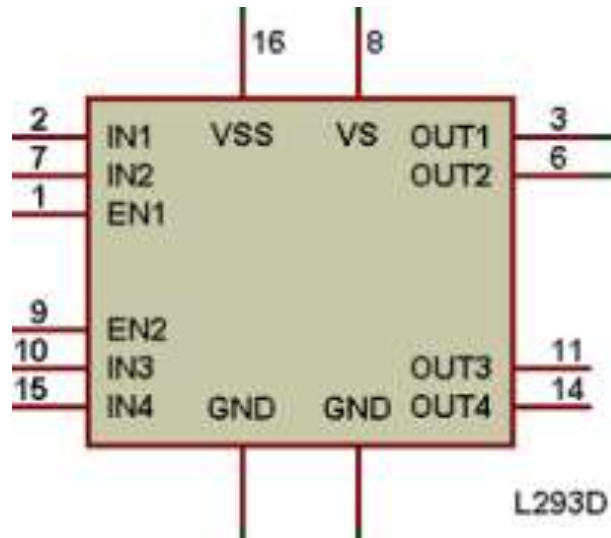 16 8
2 IN1 VSS VS OUT1 3
7 IN2 OUT2 6
1 EN1
9 EN2
10 IN3 OUT3 11
15 IN4 GND GND OUT4 14
L293D